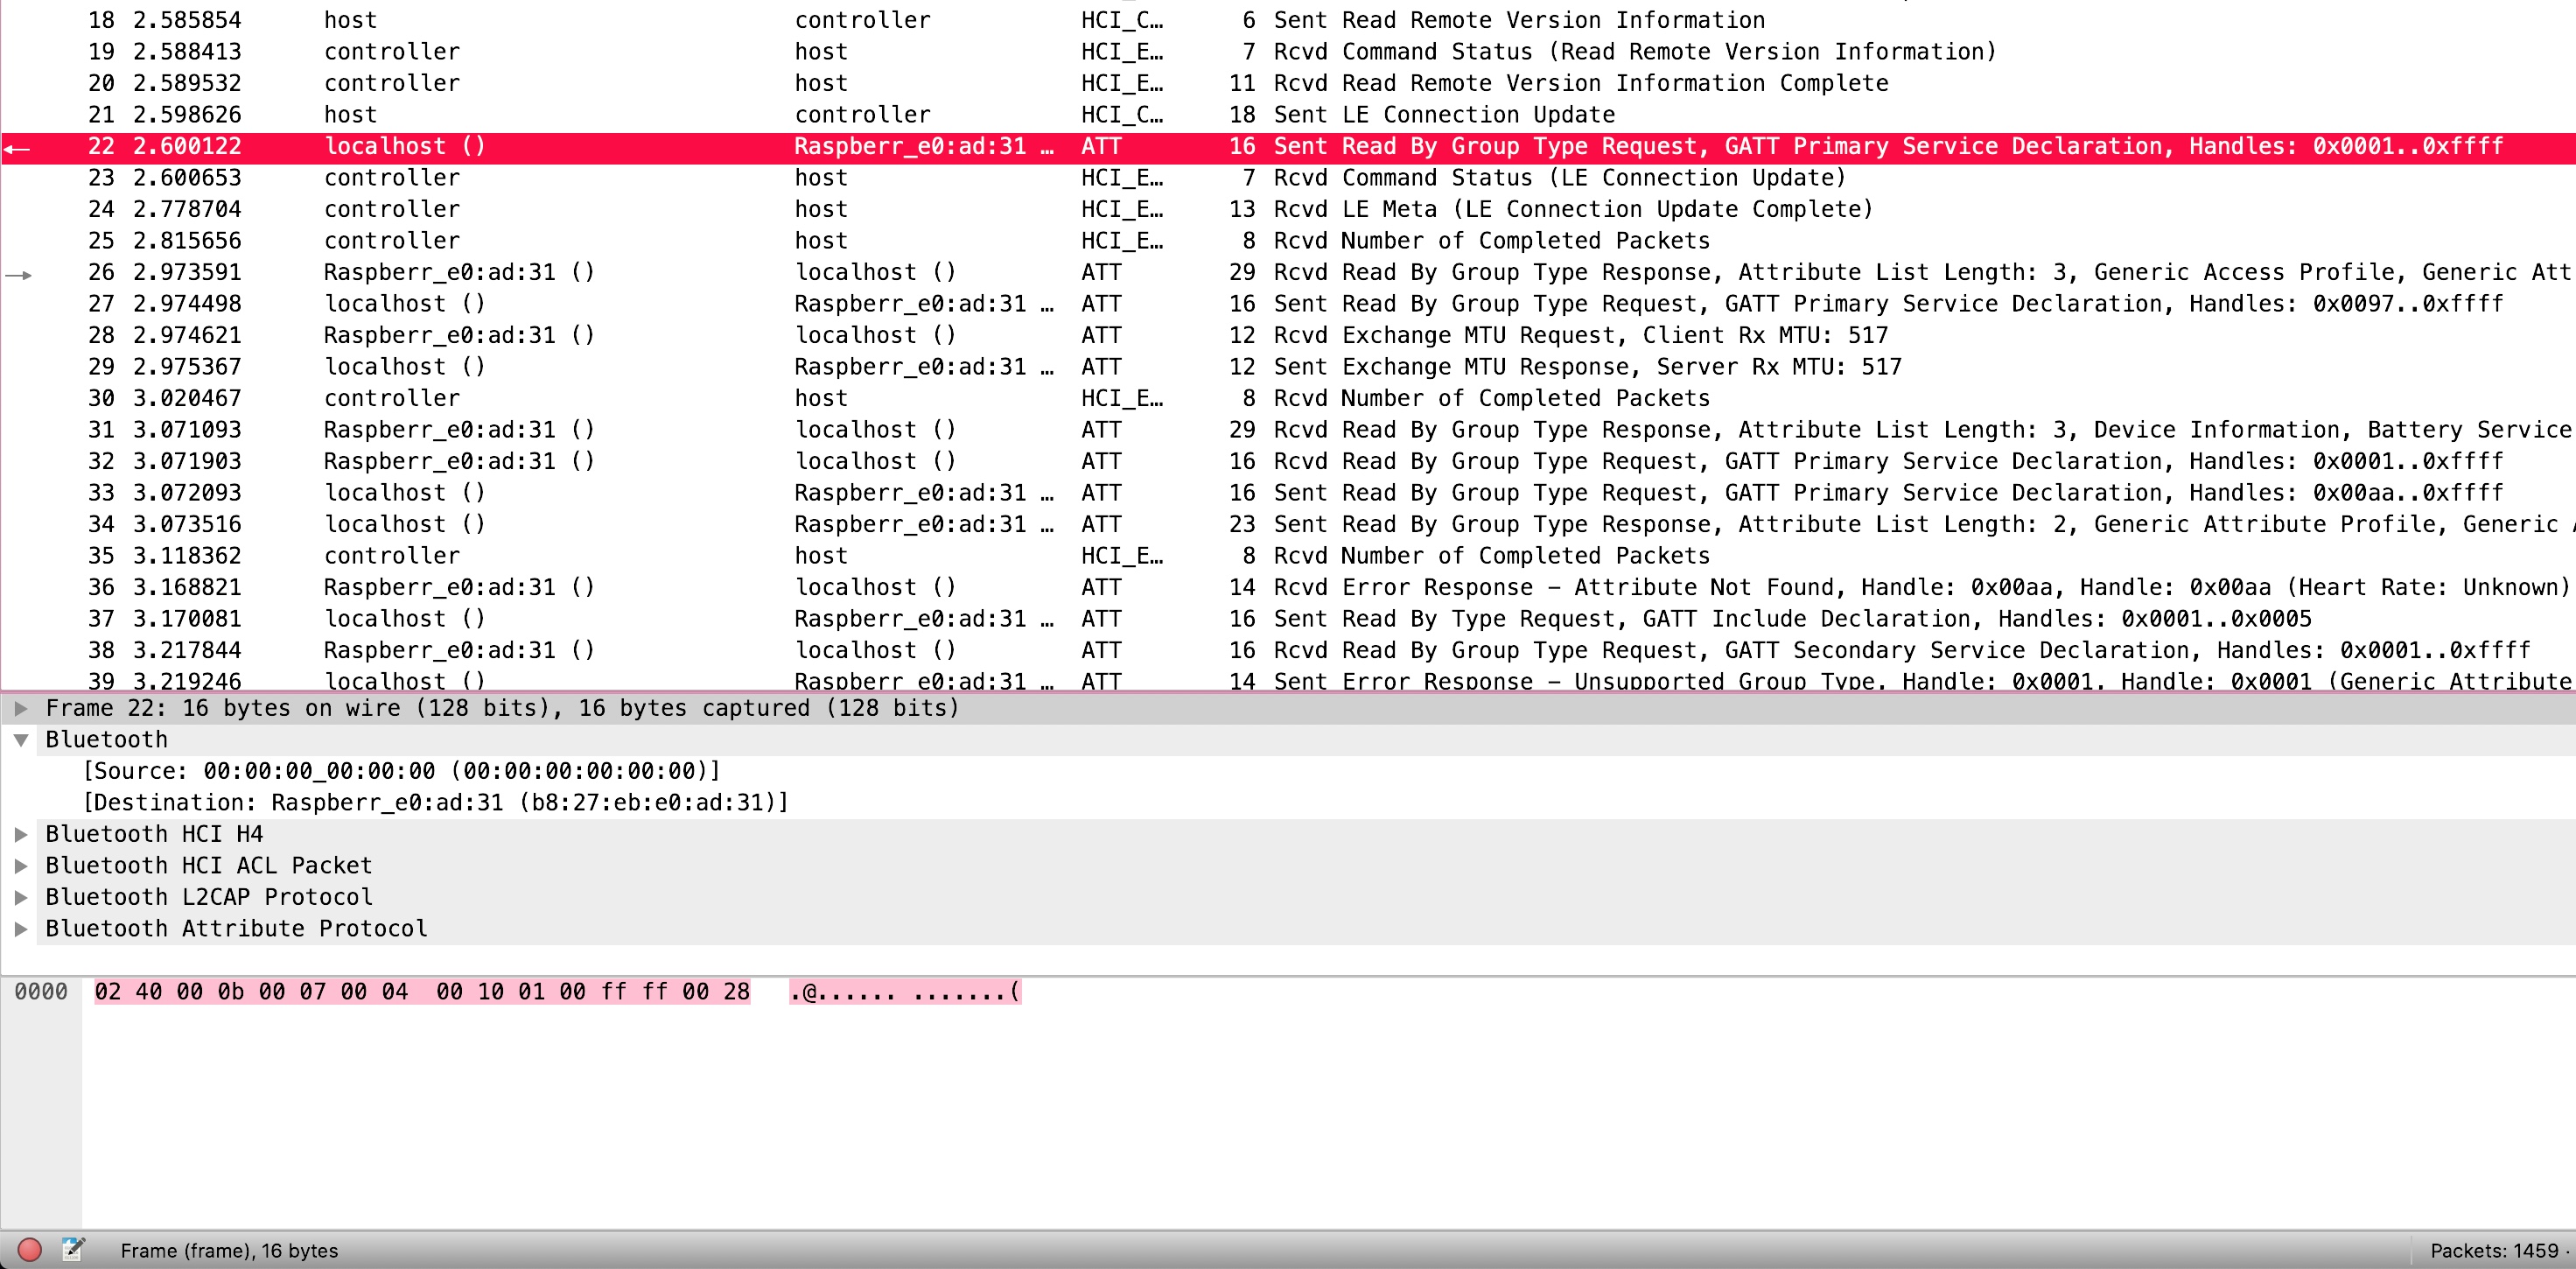 18 2.585854 host controller HCI_C… 6 Sent Read Remote Version Information
19 2.588413 controller host HCI_E… 7 Rcvd Command Status (Read Remote Version Information)
20 2.589532 controller host HCI_E… 11 Rcvd Read Remote Version Information Complete
21 2.598626 host controller HCI_C… 18 Sent LE Connection Update
22 2.600122 localhost () Raspberr_e0:ad:31 … ATT 16 Sent Read By Group Type Request, GATT Primary Service Declaration, Handles: 0x0001..0xffff
23 2.600653 controller host HCI_E… 7 Rcvd Command Status (LE Connection Update)
24 2.778704 controller host HCI_E… 13 Rcvd LE Meta (LE Connection Update Complete)
25 2.815656 controller host HCI_E… 8 Rcvd Number of Completed Packets
26 2.973591 Raspberr_e0:ad:31 () localhost () ATT 29 Rcvd Read By Group Type Response, Attribute List Length: 3, Generic Access Profile, Generic Att
27 2.974498 localhost () Raspberr_e0:ad:31 … ATT 16 Sent Read By Group Type Request, GATT Primary Service Declaration, Handles: 0x0097..0xffff
28 2.974621 Raspberr_e0:ad:31 () localhost () ATT 12 Rcvd Exchange MTU Request, Client Rx MTU: 517
29 2.975367 localhost () Raspberr_e0:ad:31 … ATT 12 Sent Exchange MTU Response, Server Rx MTU: 517
30 3.020467 controller host HCI_E… 8 Rcvd Number of Completed Packets
31 3.071093 Raspberr_e0:ad:31 () localhost () ATT 29 Rcvd Read By Group Type Response, Attribute List Length: 3, Device Information, Battery Service
32 3.071903 Raspberr_e0:ad:31 () localhost () ATT 16 Rcvd Read By Group Type Request, GATT Primary Service Declaration, Handles: 0x0001..0xffff
33 3.072093 localhost () Raspberr_e0:ad:31 … ATT 16 Sent Read By Group Type Request, GATT Primary Service Declaration, Handles: 0x00aa..0xffff
34 3.073516 localhost () Raspberr_e0:ad:31 … ATT 23 Sent Read By Group Type Response, Attribute List Length: 2, Generic Attribute Profile, Generic
35 3.118362 controller host HCI_E… 8 Rcvd Number of Completed Packets
36 3.168821 Raspberr_e0:ad:31 () localhost () ATT 14 Rcvd Error Response – Attribute Not Found, Handle: 0x00aa, Handle: 0x00aa (Heart Rate: Unknown)
37 3.170081 localhost () Raspberr_e0:ad:31 … ATT 16 Sent Read By Type Request, GATT Include Declaration, Handles: 0x0001..0x0005
38 3.217844 Raspberr_e0:ad:31 () localhost () ATT 16 Rcvd Read By Group Type Request, GATT Secondary Service Declaration, Handles: 0x0001..0xffff
39 3.219246 localhost () Raspberr_e0:ad:31 … ATT 14 Sent Error Response – Unsupported Group Type, Handle: 0x0001, Handle: 0x0001 (Generic Attribute
Frame 22: 16 bytes on wire (128 bits), 16 bytes captured (128 bits)
Bluetooth
[Source: 00:00:00_00:00:00 (00:00:00:00:00:00)]
[Destination: Raspberr_e0:ad:31 (b8:27:eb:e0:ad:31)]
Bluetooth HCI H4
Bluetooth HCI ACL Packet
Bluetooth L2CAP Protocol
Bluetooth Attribute Protocol
0000 02 40 00 0b 00 07 00 04 00 10 01 00 ff ff 00 28 .@...... .......(
Frame (frame), 16 bytes Packets: 1459 ·